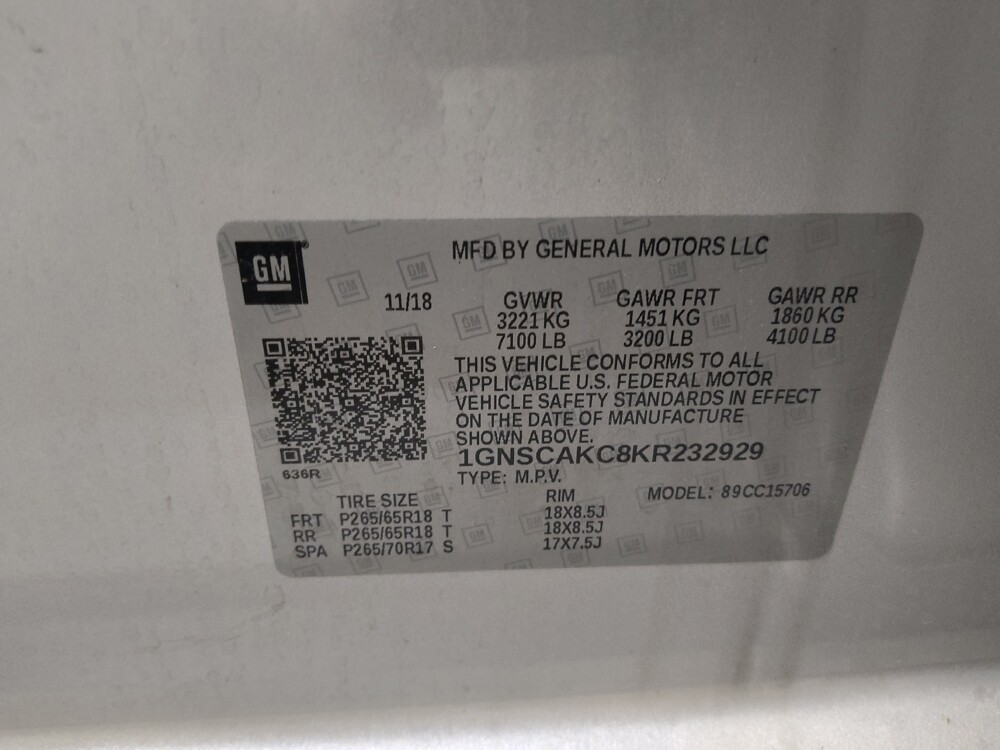 GM
MFD BY GENERAL MOTORS LLC
11/18 GVWR GAWR FRT GAWR RR
3221 KG 1451 KG 1860 KG
7100 LB 3200 LB 4100 LB
THIS VEHICLE CONFORMS TO ALL
APPLICABLE U.S. FEDERAL MOTOR
VEHICLE SAFETY STANDARDS IN EFFECT
ON THE DATE OF MANUFACTURE
SHOWN ABOVE.
1GNSCAKC8KR232929
636R
TYPE: M.P.V.
TIRE SIZE RIM MODEL: 89CC15706
FRT P265/65R18 T 18X8.5J
RR P265/65R18 T 18X8.5J
SPA P265/70R17 S 17X7.5J